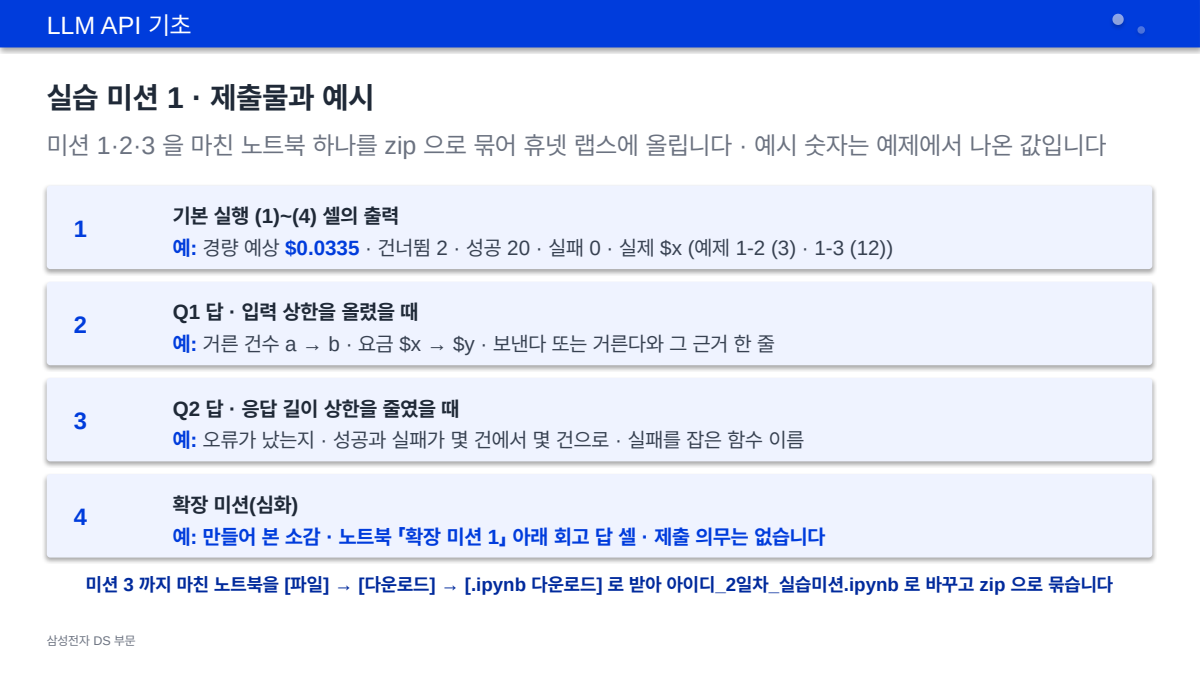 LLM API 기초
실습 미션 1 · 제출물과 예시
미션 1·2·3 을 마친 노트북 하나를 zip 으로 묶어 휴넷 랩스에 올립니다 · 예시 숫자는 예제에서 나온 값입니다
1
기본 실행 (1)~(4) 셀의 출력
예: 경량 예상 $0.0335 · 건너뜀 2 · 성공 20 · 실패 0 · 실제 $x (예제 1-2 (3) · 1-3 (12))
2
Q1 답 · 입력 상한을 올렸을 때
예: 거른 건수 a → b · 요금 $x → $y · 보낸다 또는 거른다와 그 근거 한 줄
3
Q2 답 · 응답 길이 상한을 줄였을 때
예: 오류가 났는지 · 성공과 실패가 몇 건에서 몇 건으로 · 실패를 잡은 함수 이름
4
확장 미션(심화)
예: 만들어 본 소감 · 노트북 「확장 미션 1」 아래 회고 답 셀 · 제출 의무는 없습니다
미션 3 까지 마친 노트북을 [파일] → [다운로드] → [.ipynb 다운로드] 로 받아 아이디_2일차_실습미션.ipynb 로 바꾸고 zip 으로 묶습니다
삼성전자 DS 부문